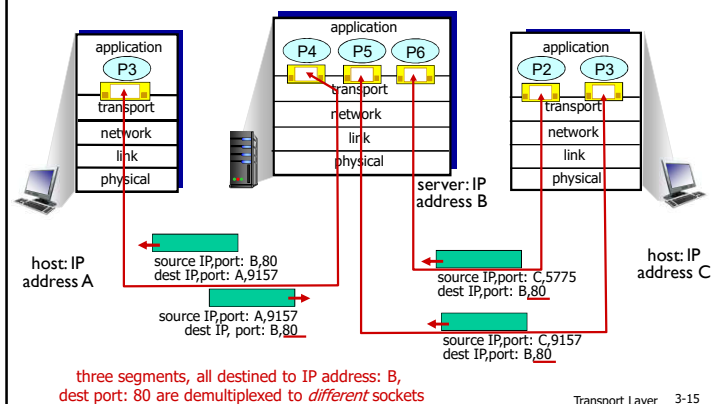 application
P3
transport
network
link
physical
host: IP
address A
application
P4 P5 P6
transport
network
link
physical
server: IP
address B
application
P2 P3
transport
network
link
physical
host: IP
address C
source IP,port: B,80
dest IP,port: A,9157
source IP,port: A,9157
dest IP, port: B,80
source IP,port: C,5775
dest IP,port: B,80
source IP,port: C,9157
dest IP,port: B,80
three segments, all destined to IP address: B,
dest port: 80 are demultiplexed to different sockets
Transport Layer 3-15